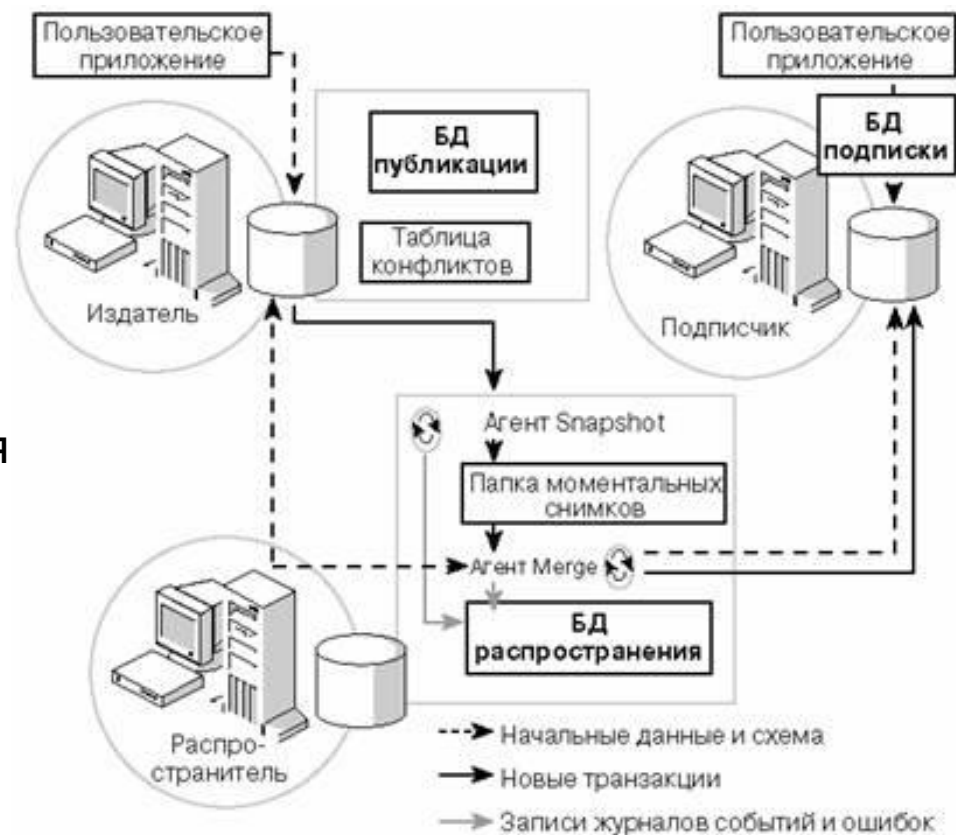 Пользовательское
приложение
Пользовательское
приложение
БД
публикации
БД
подписки
Таблица
конфликтов
Издатель
Подписчик
Агент Snapshot
я
Папка моментальных
снимков
Агент Merge
БД
распространения
Распро-
странитель
Начальные данные и схема
Новые транзакции
Записи журналов событий и ошибок